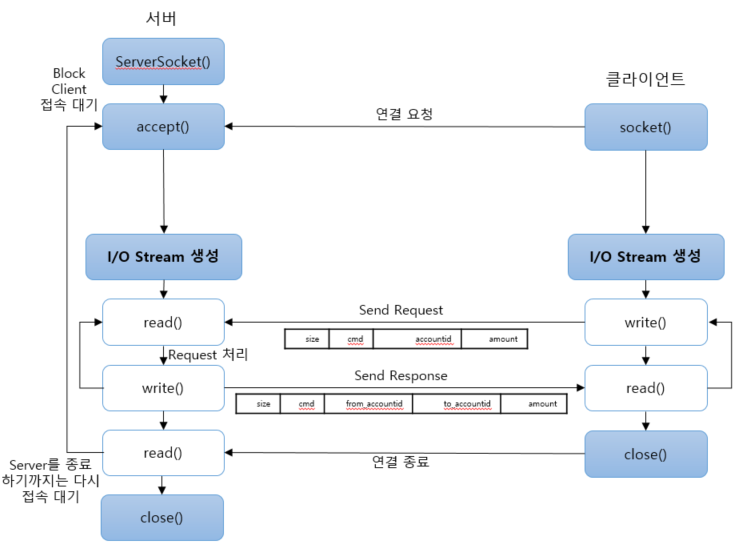 서버
ServerSocket()
Block
Client
접속 대기
클라이언트
accept()
연결 요청
socket()
I/O Stream 생성
I/O Stream 생성
read()
Send Request
write()
size cmd accountid amount
Request 처리
write()
Send Response
read()
size cmd from_accountid to_accountid amount
read()
연결 종료
close()
Server를 종료
하기까지는 다시
접속 대기
close()